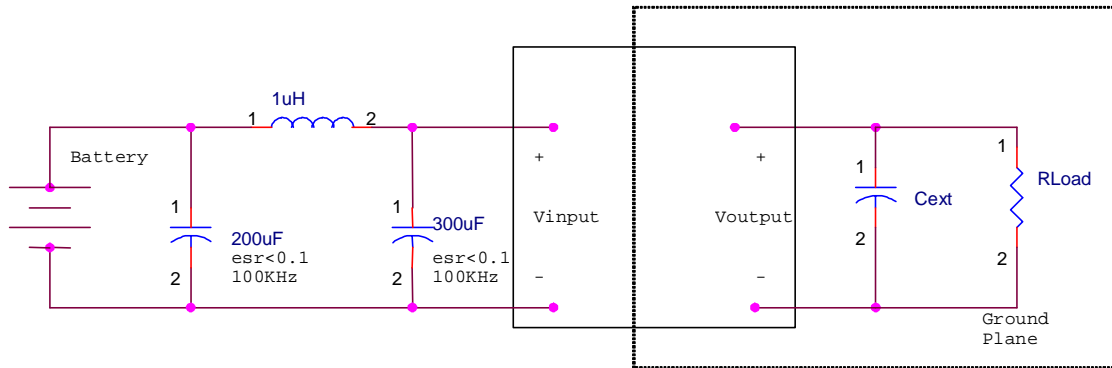 1uH
1
2
Battery
+
+
1
1
RLoad
Cext
1
1
200uF
300uF
Vinput
Voutput
esr<0.1
esr<0.1
2
2
2
100KHz
2
100KHz
-
-
Ground
Plane